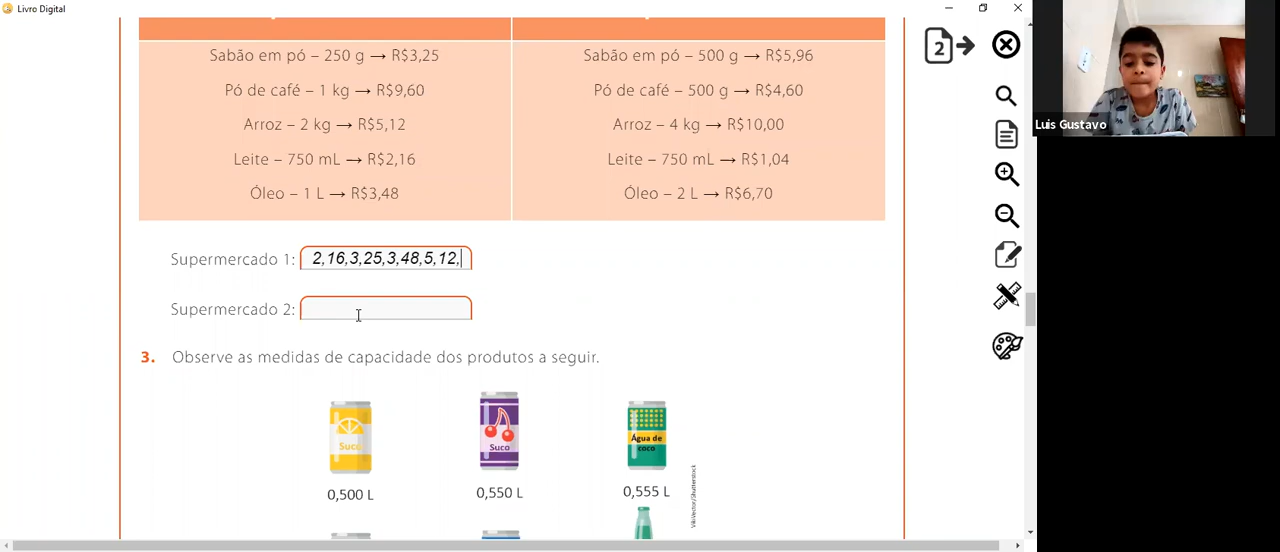 Livro Digital
Sabão em pó – 250 g → R$3,25
Sabão em pó – 500 g → R$5,96
Pó de café – 1 kg → R$9,60
Pó de café – 500 g → R$4,60
Arroz – 2 kg → R$5,12
Arroz – 4 kg → R$10,00
Leite – 750 mL → R$2,16
Leite – 750 mL → R$1,04
Óleo – 1 L → R$3,48
Óleo – 2 L → R$6,70
Supermercado 1: 2,16,3,25,3,48,5,12,
Supermercado 2:
3. Observe as medidas de capacidade dos produtos a seguir.
Suco
Suco
Água de
coco
0,500 L
0,550 L
0,555 L
VikiVector/Shutterstock
2
Luis Gustavo